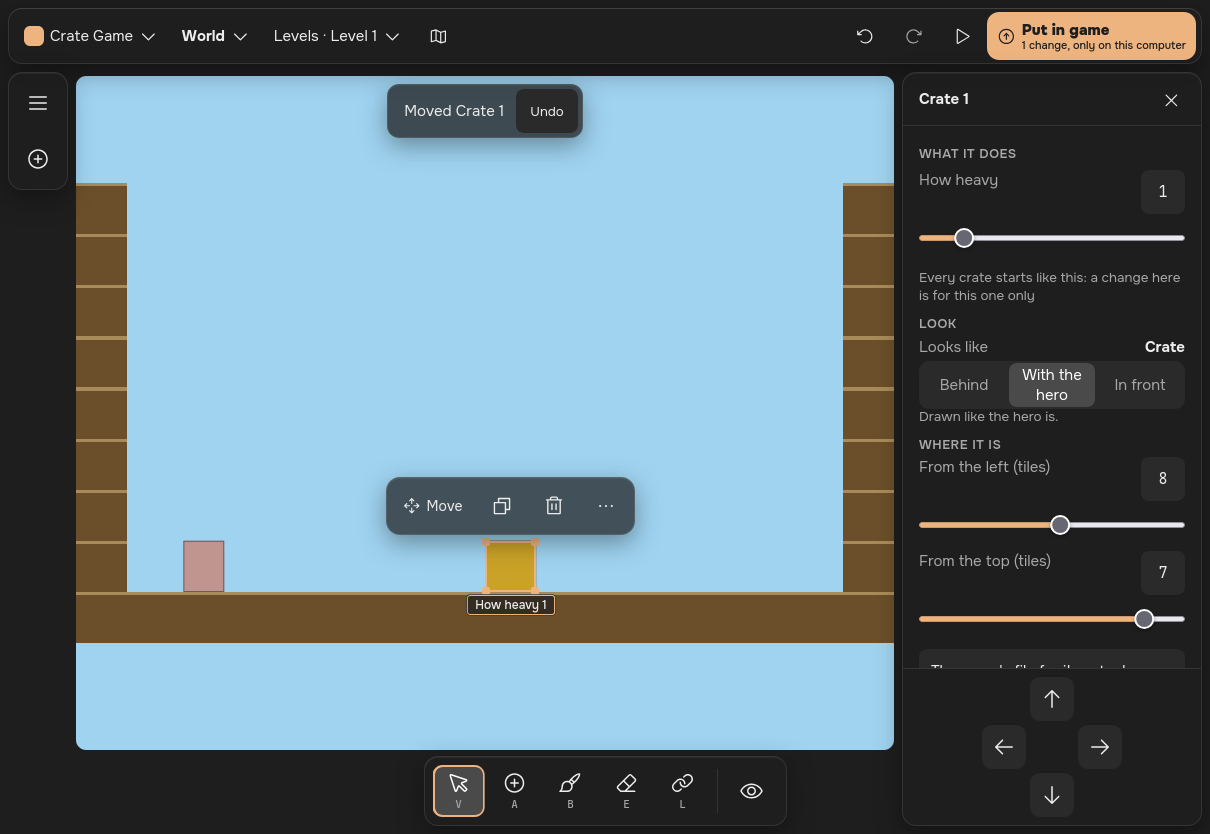 Crate Game
World
Levels · Level 1
Put in game
1 change, only on this computer
Moved Crate 1
Undo
Crate 1
WHAT IT DOES
How heavy
1
Every crate starts like this: a change here
is for this one only
LOOK
Looks like
Crate
Behind
With the
hero
In front
Drawn like the hero is.
WHERE IT IS
From the left (tiles)
8
From the top (tiles)
7
Move
How heavy 1
V
A
B
E
L